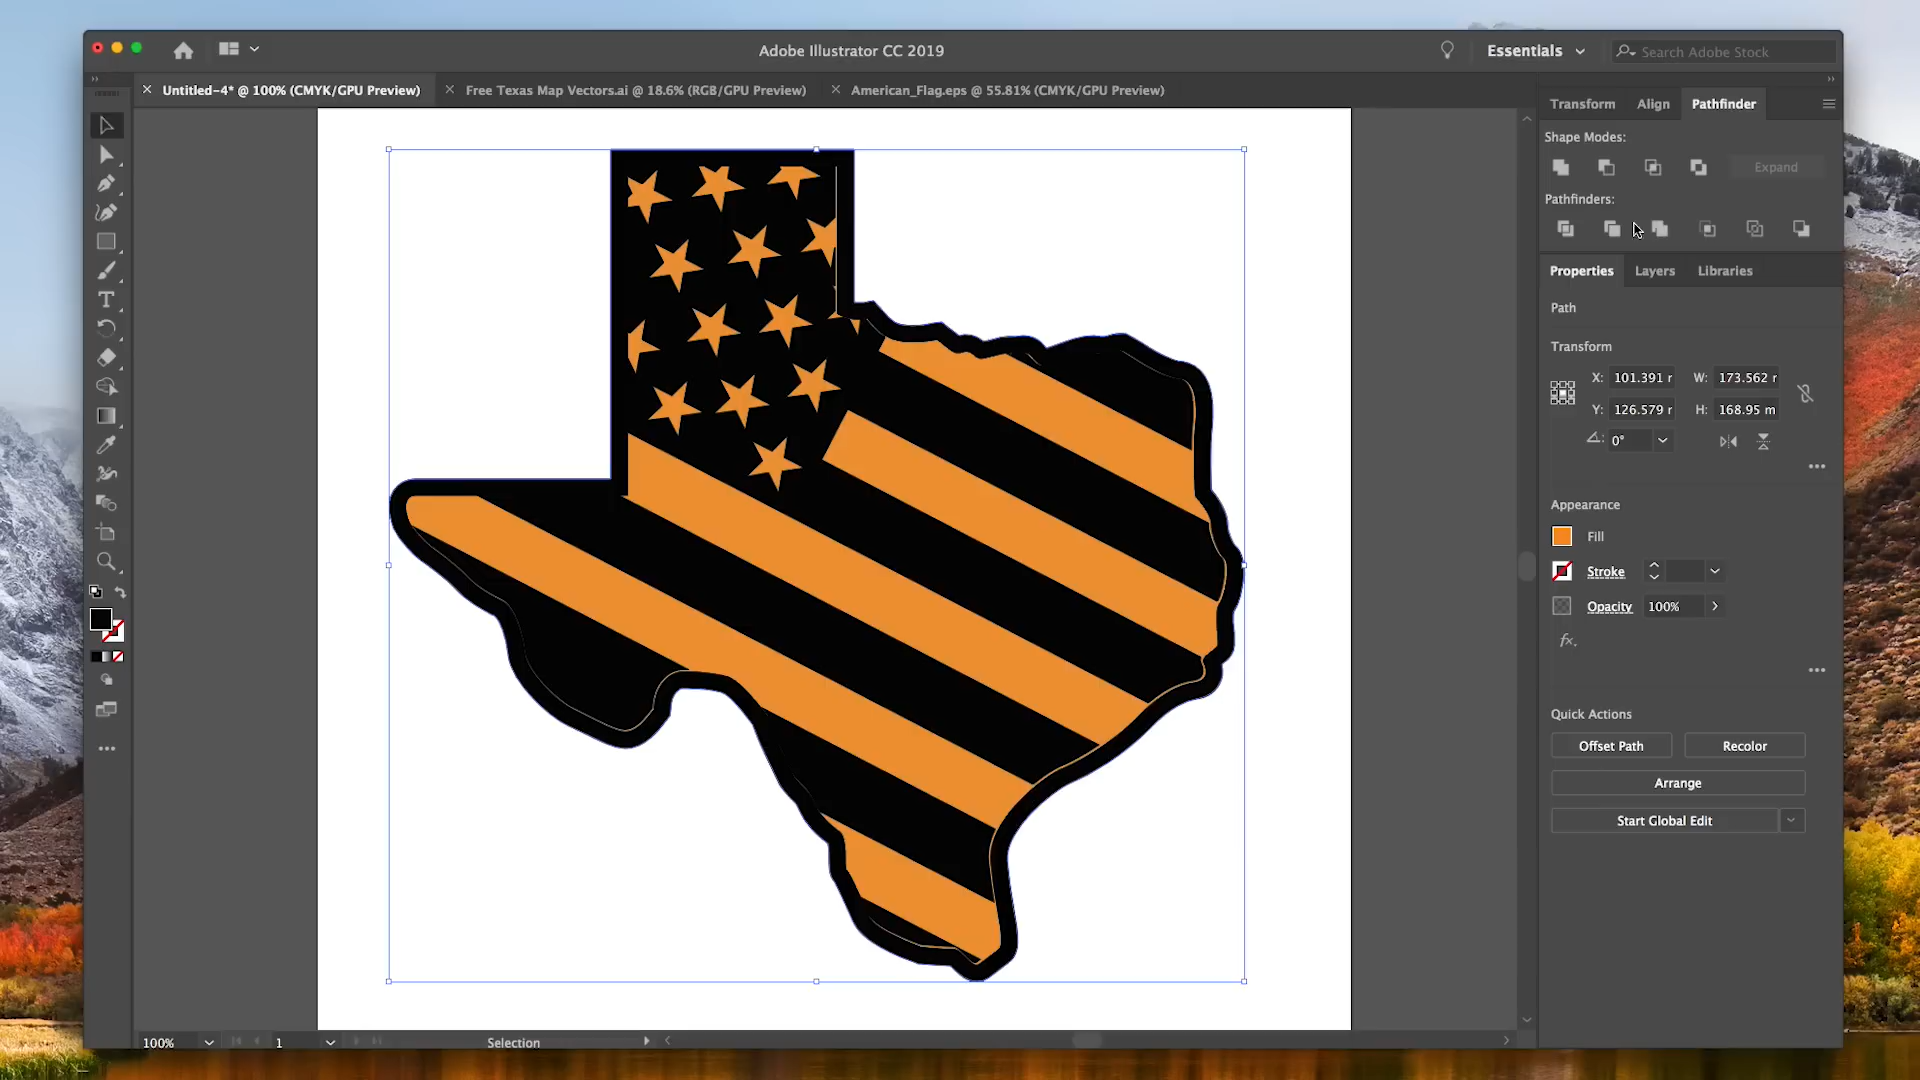 Adobe Illustrator CC 2019
Essentials
Search Adobe Stock
Untitled-4* @ 100% (CMYK/GPU Preview)
Free Texas Map Vectors.ai @ 18.6% (RGB/GPU Preview)
American_Flag.eps @ 55.81% (CMYK/GPU Preview)
Transform
Align
Pathfinder
Shape Modes:
Expand
Pathfinders:
Properties
Layers
Libraries
Path
Transform
X: 101.391 r
W: 173.562 r
Y: 126.579 r
H: 168.95 m
0°
Appearance
Fill
Stroke
Opacity
100%
fx.
Quick Actions
Offset Path
Recolor
Arrange
Start Global Edit
100%
1
Selection